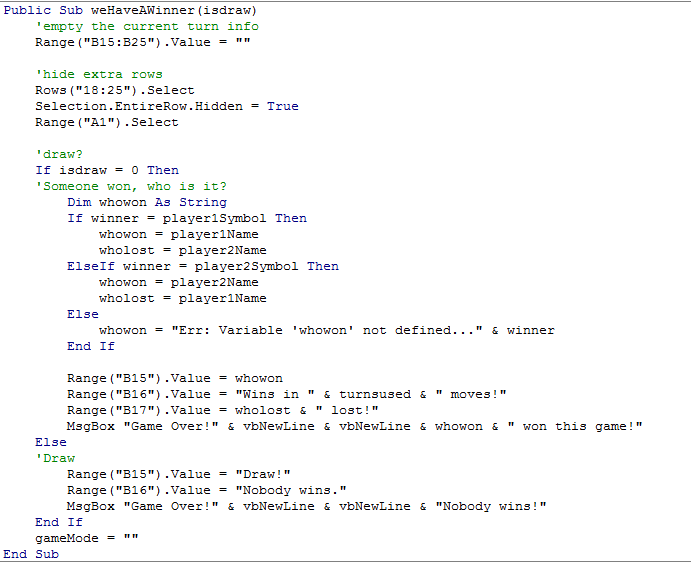 Public Sub weHaveAWinner(isdraw)
    'empty the current turn info
    Range("B15:B25").Value = ""

    'hide extra rows
    Rows("18:25").Select
    Selection.EntireRow.Hidden = True
    Range("A1").Select

    'draw?
    If isdraw = 0 Then
    'Someone won, who is it?
        Dim whowon As String
        If winner = player1Symbol Then
            whowon = player1Name
            wholost = player2Name
        ElseIf winner = player2Symbol Then
            whowon = player2Name
            wholost = player1Name
        Else
            whowon = "Err: Variable 'whowon' not defined..." & winner
        End If

        Range("B15").Value = whowon
        Range("B16").Value = "Wins in " & turnsused & " moves!"
        Range("B17").Value = wholost & " lost!"
        MsgBox "Game Over!" & vbNewLine & vbNewLine & whowon & " won this game!"
    Else
    'Draw
        Range("B15").Value = "Draw!"
        Range("B16").Value = "Nobody wins."
        MsgBox "Game Over!" & vbNewLine & vbNewLine & "Nobody wins!"
    End If
    gameMode = ""
End Sub